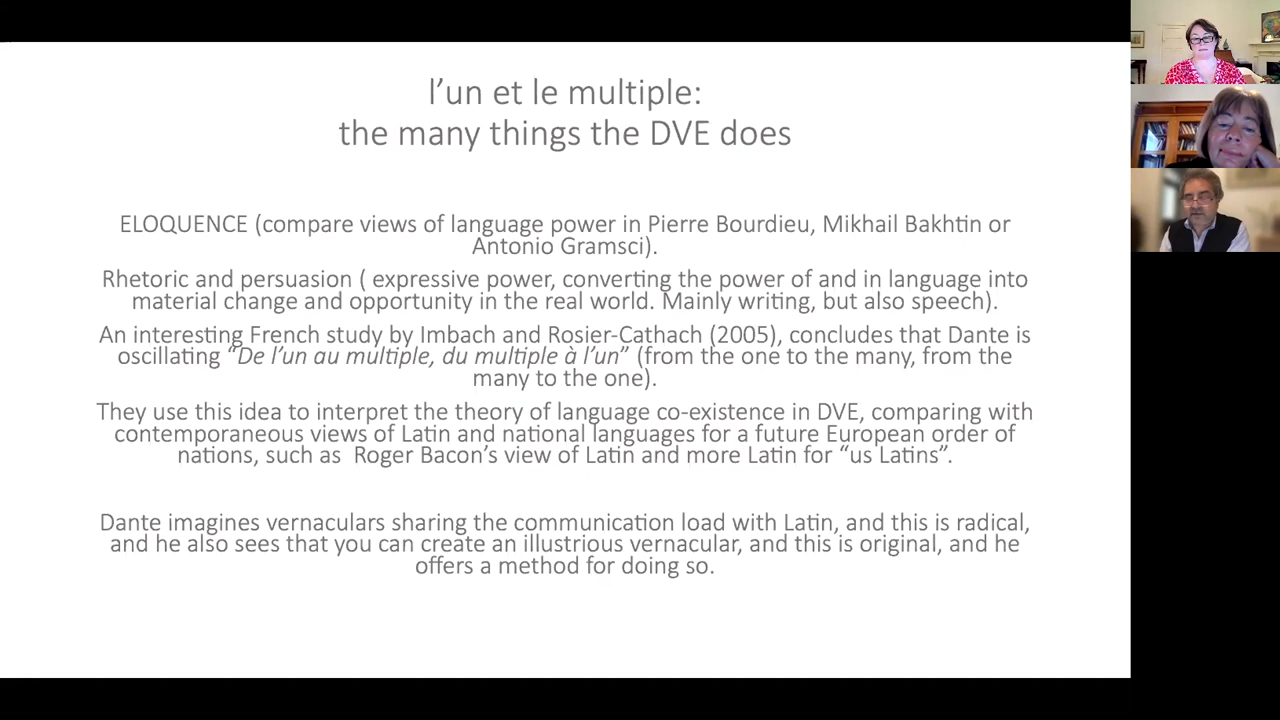 l’un et le multiple:
the many things the DVE does
ELOQUENCE (compare views of language power in Pierre Bourdieu, Mikhail Bakhtin or
Antonio Gramsci).
Rhetoric and persuasion ( expressive power, converting the power of and in language into
material change and opportunity in the real world. Mainly writing, but also speech).
An interesting French study by Imbach and Rosier-Cathach (2005), concludes that Dante is
oscillating “De l’un au multiple, du multiple à l’un” (from the one to the many, from the
many to the one).
They use this idea to interpret the theory of language co-existence in DVE, comparing with
contemporaneous views of Latin and national languages for a future European order of
nations, such as  Roger Bacon’s view of Latin and more Latin for “us Latins”.
Dante imagines vernaculars sharing the communication load with Latin, and this is radical,
and he also sees that you can create an illustrious vernacular, and this is original, and he
offers a method for doing so.